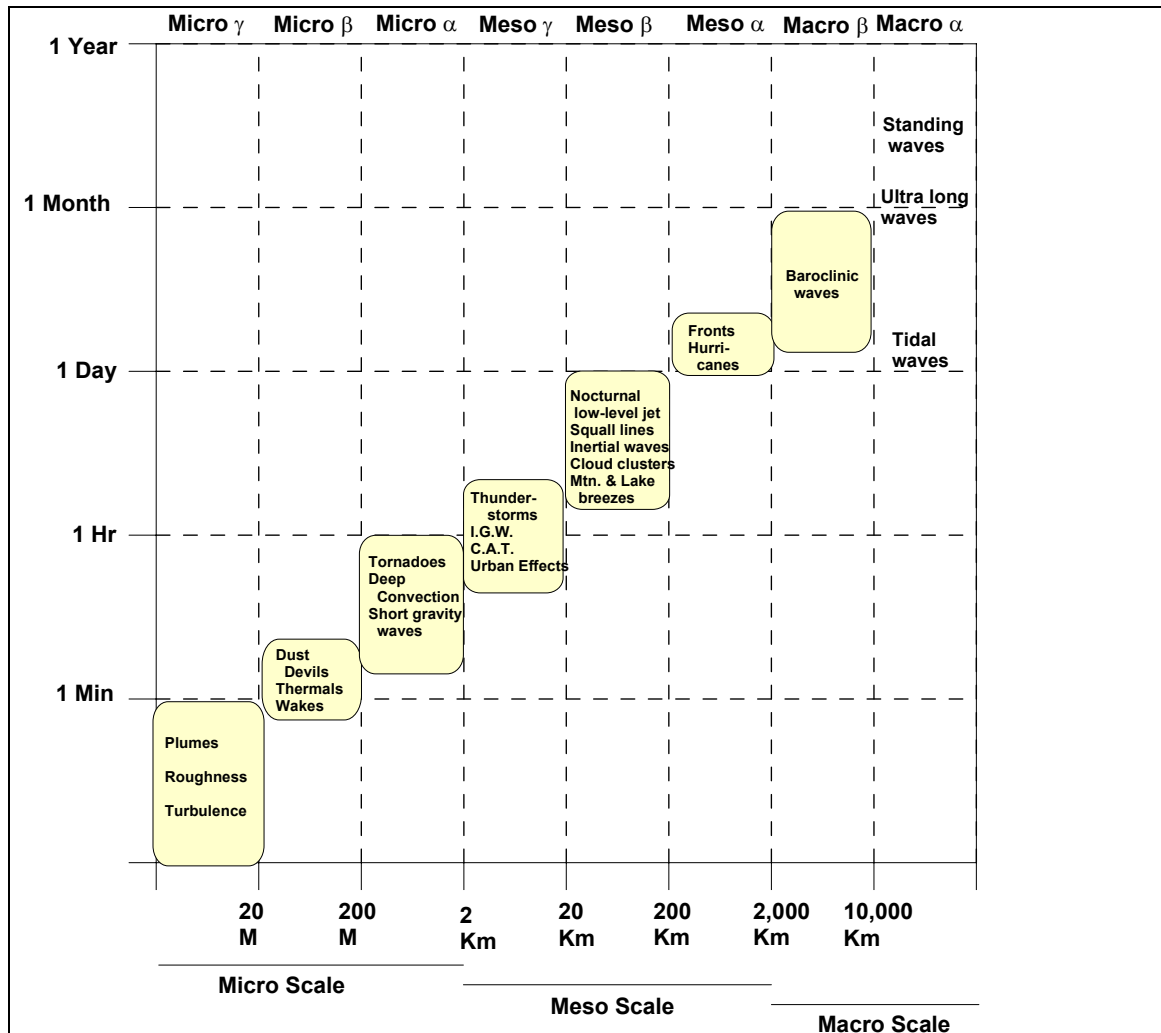 Micro γ Micro β Micro α Meso γ Meso β Meso α Macro β Macro α
1 Year
Standing
waves
1 Month
Ultra long
waves
Baroclinic
waves
Fronts
Hurri-
canes
Tidal
waves
1 Day
Nocturnal
low-level jet
Squall lines
Inertial waves
Cloud clusters
Mtn. & Lake
breezes
Thunder-
storms
I.G.W.
C.A.T.
Urban Effects
1 Hr
Tornadoes
Deep
Convection
Short gravity
waves
Dust
Devils
Thermals
Wakes
1 Min
Plumes
Roughness
Turbulence
20 200 2 20 200 2,000 10,000
M M Km Km Km Km Km
Micro Scale
Meso Scale
Macro Scale